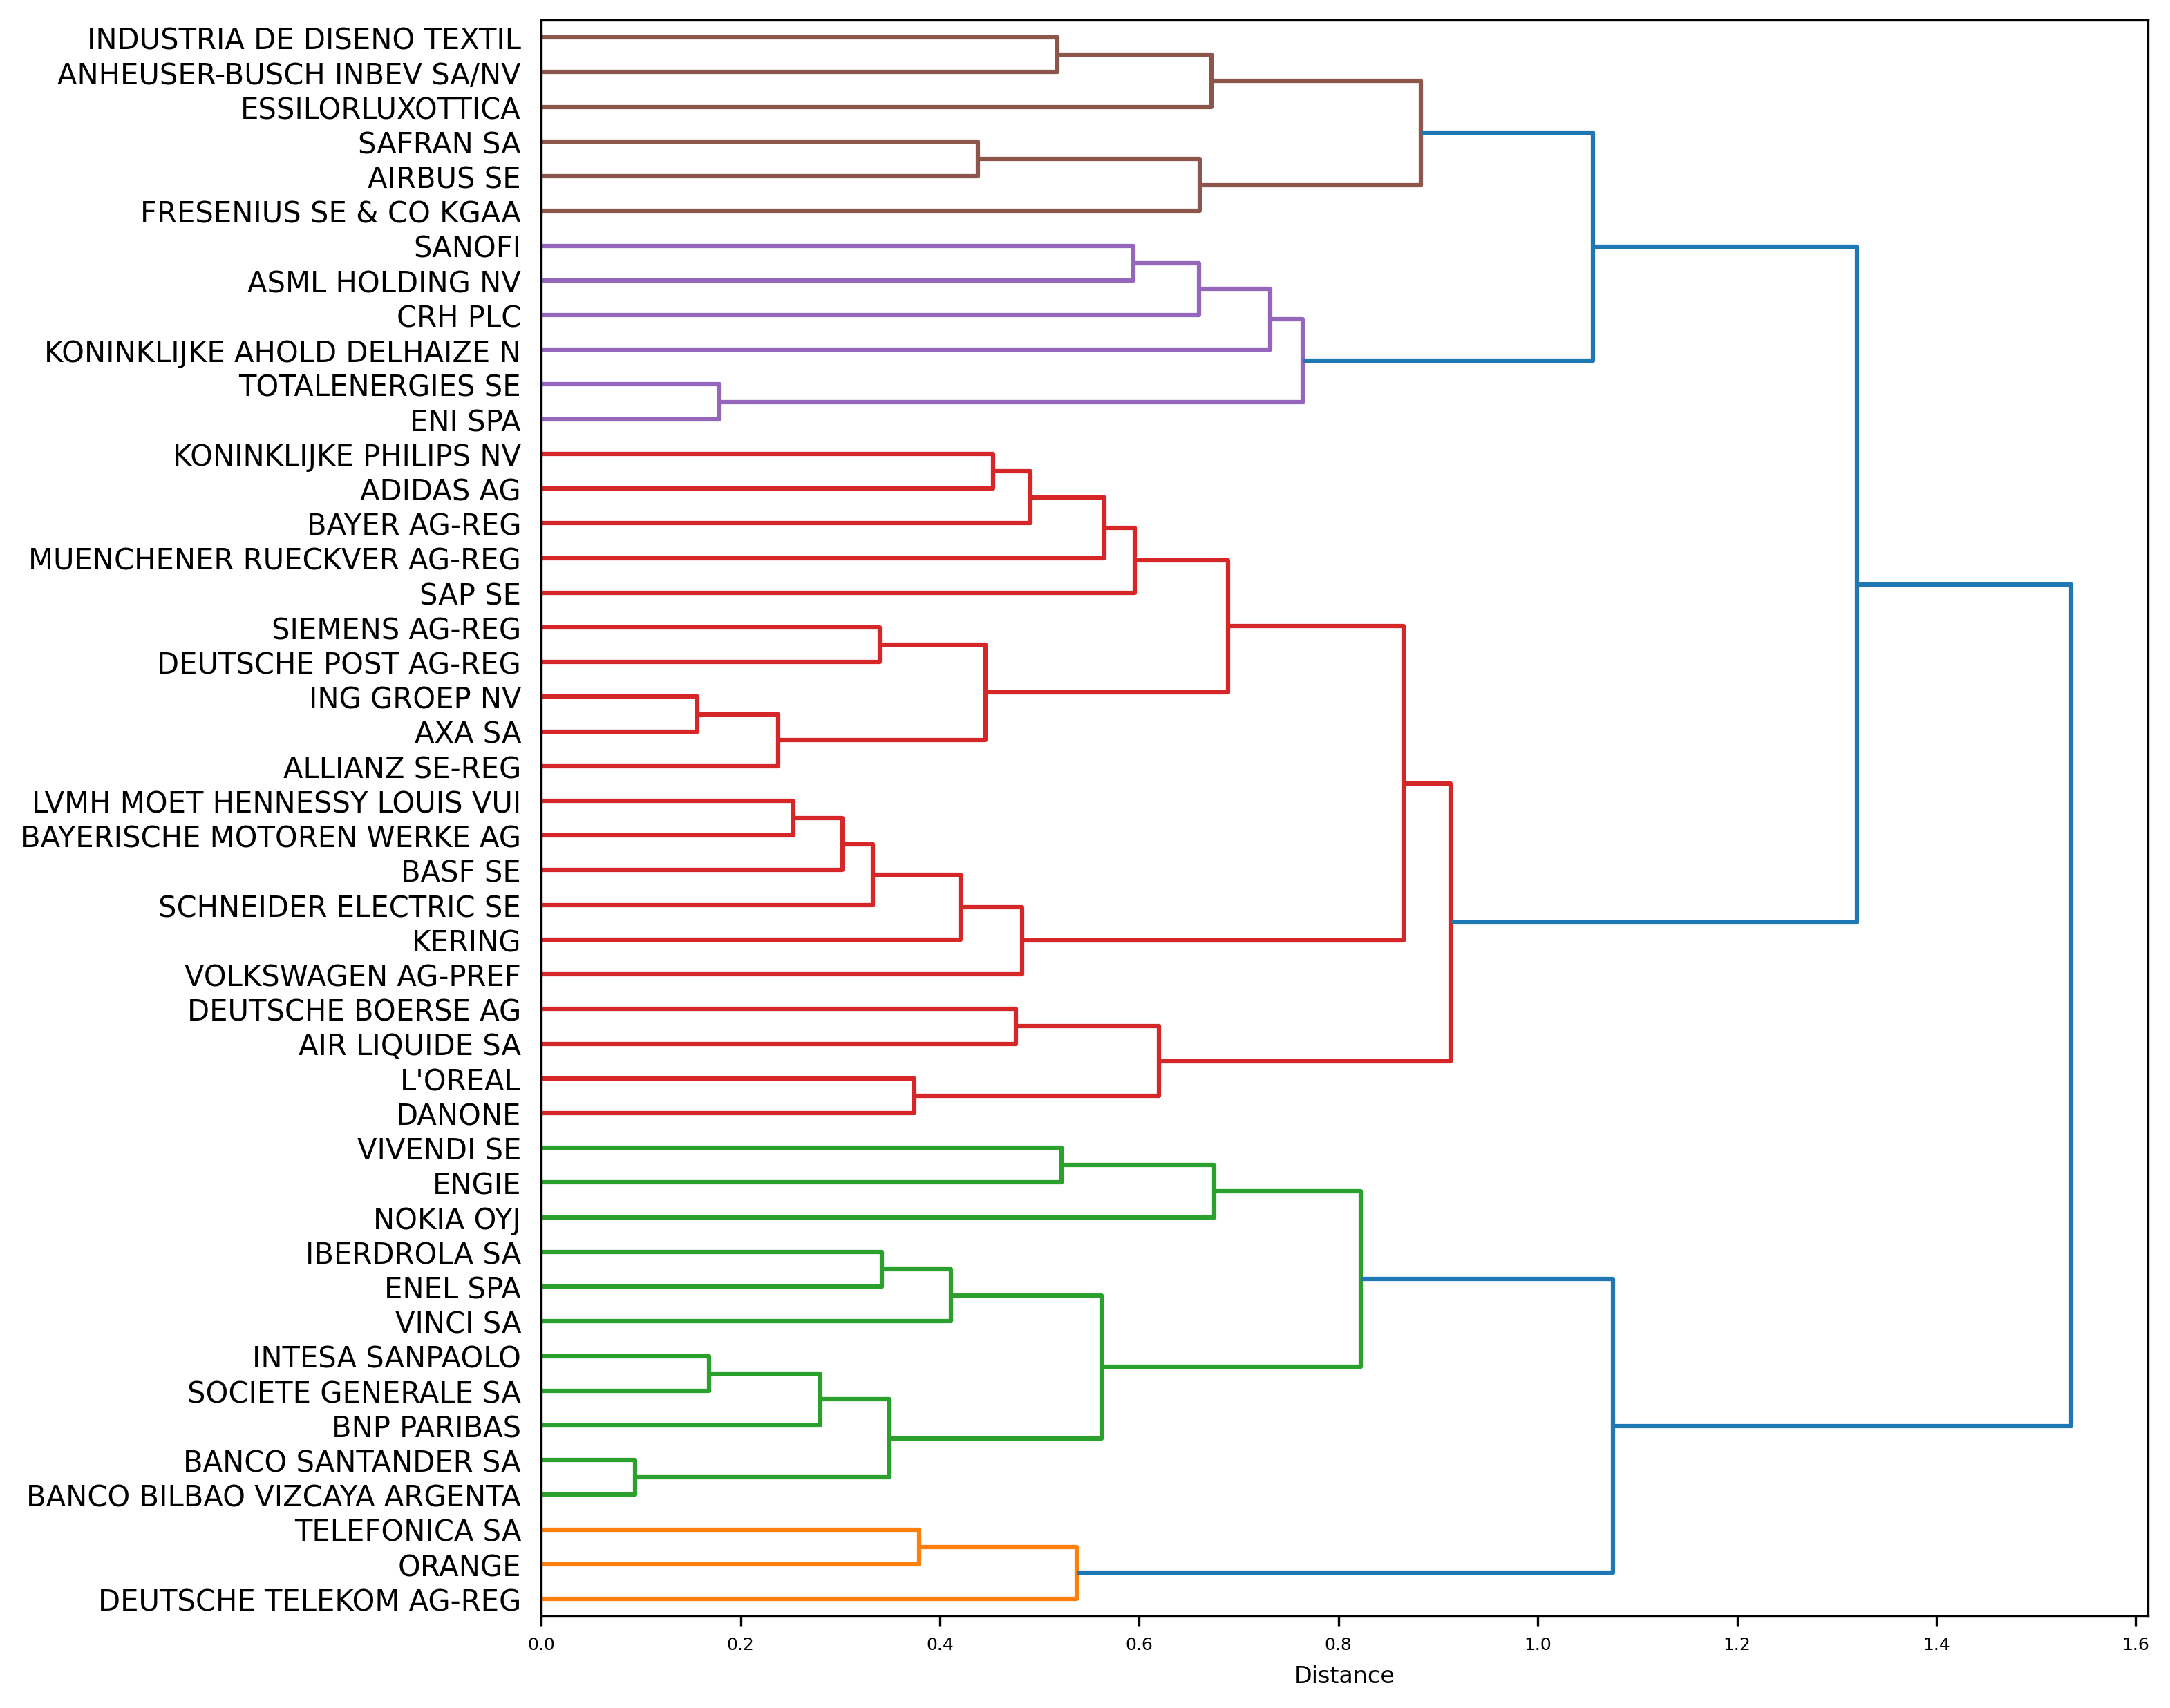 INDUSTRIA DE DISENO TEXTIL
ANHEUSER-BUSCH INBEV SA/NV
ESSILORLUXOTTICA
SAFRAN SA
AIRBUS SE
FRESENIUS SE & CO KGAA
SANOFI
ASML HOLDING NV
CRH PLC
KONINKLIJKE AHOLD DELHAIZE N
TOTALENERGIES SE
ENI SPA
KONINKLIJKE PHILIPS NV
ADIDAS AG
BAYER AG-REG
MUENCHENER RUECKVER AG-REG
SAP SE
SIEMENS AG-REG
DEUTSCHE POST AG-REG
ING GROEP NV
AXA SA
ALLIANZ SE-REG
LVMH MOET HENNESSY LOUIS VUI
BAYERISCHE MOTOREN WERKE AG
BASF SE
SCHNEIDER ELECTRIC SE
KERING
VOLKSWAGEN AG-PREF
DEUTSCHE BOERSE AG
AIR LIQUIDE SA
L'OREAL
DANONE
VIVENDI SE
ENGIE
NOKIA OYJ
IBERDROLA SA
ENEL SPA
VINCI SA
INTESA SANPAOLO
SOCIETE GENERALE SA
BNP PARIBAS
BANCO SANTANDER SA
BANCO BILBAO VIZCAYA ARGENTA
TELEFONICA SA
ORANGE
DEUTSCHE TELEKOM AG-REG
0.0 0.2 0.4 0.6 0.8 1.0 1.2 1.4 1.6
Distance